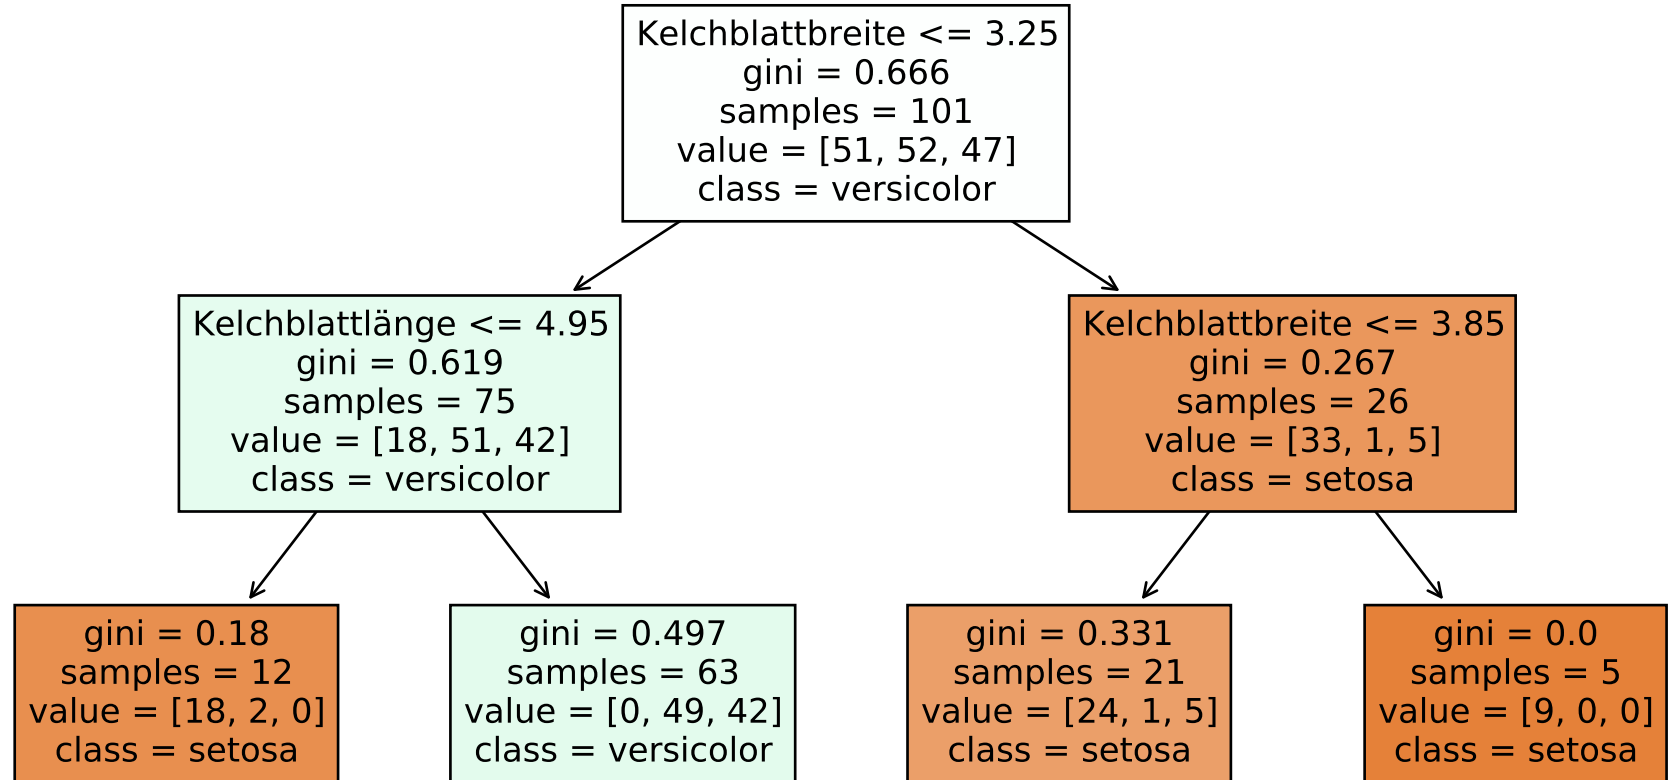 Kelchblattbreite <= 3.25
gini = 0.666
samples = 101
value = [51, 52, 47]
class = versicolor
Kelchblattlänge <= 4.95
gini = 0.619
samples = 75
value = [18, 51, 42]
class = versicolor
Kelchblattbreite <= 3.85
gini = 0.267
samples = 26
value = [33, 1, 5]
class = setosa
gini = 0.18
samples = 12
value = [18, 2, 0]
class = setosa
gini = 0.497
samples = 63
value = [0, 49, 42]
class = versicolor
gini = 0.331
samples = 21
value = [24, 1, 5]
class = setosa
gini = 0.0
samples = 5
value = [9, 0, 0]
class = setosa